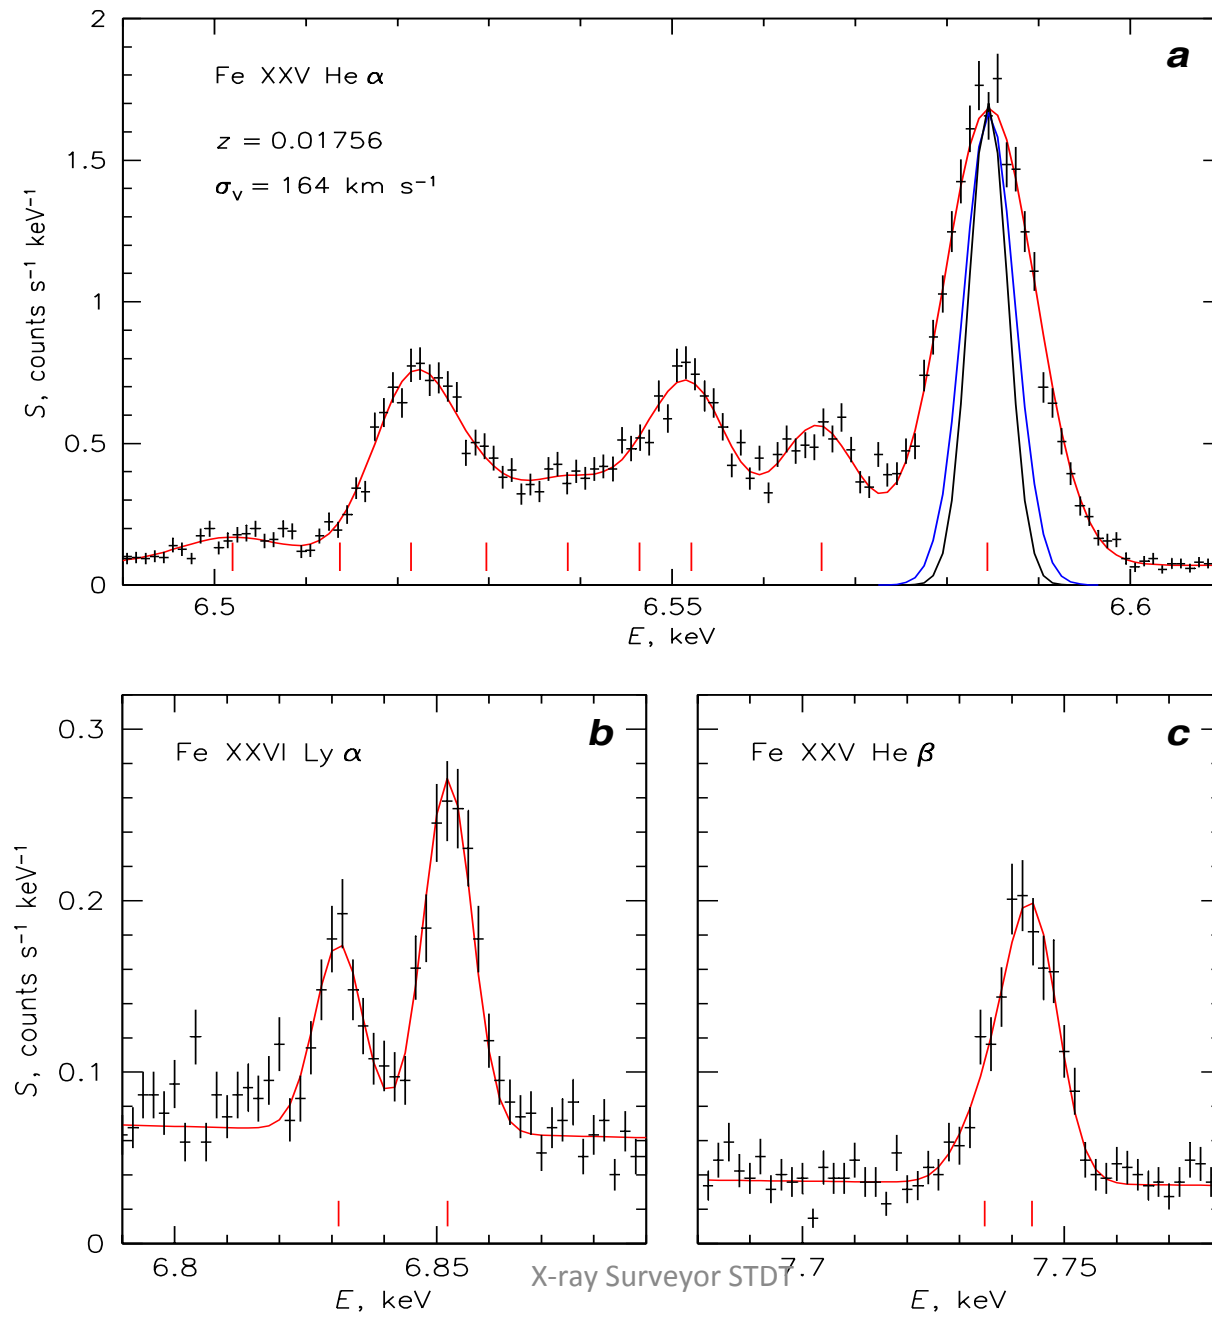 2
a
Fe XXV He α
z = 0.01756
σv = 164 km s⁻¹
1.5
1
0.5
0
S, counts s⁻¹ keV⁻¹
6.5
6.55
6.6
E, keV
0.3
b
Fe XXVI Ly α
c
Fe XXV He β
0.2
0.1
0
S, counts s⁻¹ keV⁻¹
6.8
6.85
7.7
7.75
X-ray Surveyor STDT
E, keV
E, keV